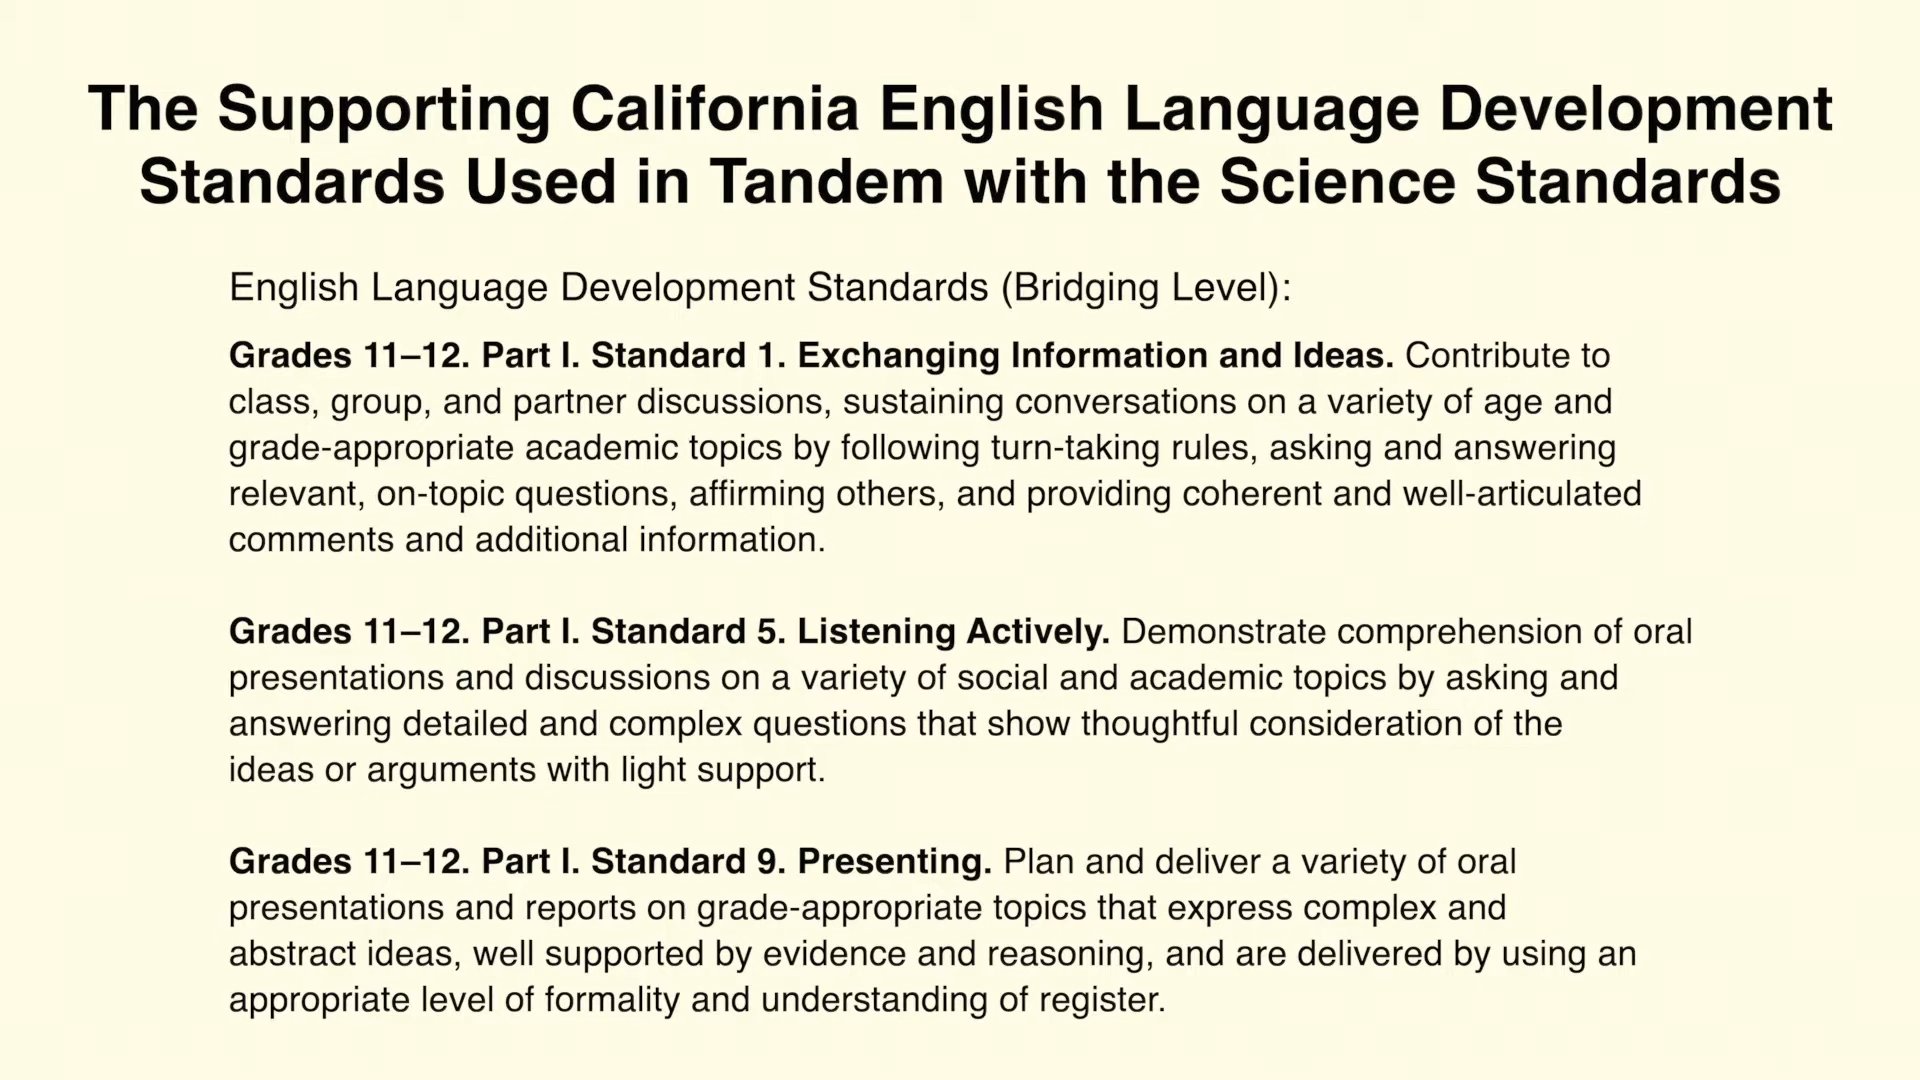 The Supporting California English Language Development
Standards Used in Tandem with the Science Standards
English Language Development Standards (Bridging Level):
Grades 11–12. Part I. Standard 1. Exchanging Information and Ideas. Contribute to
class, group, and partner discussions, sustaining conversations on a variety of age and
grade-appropriate academic topics by following turn-taking rules, asking and answering
relevant, on-topic questions, affirming others, and providing coherent and well-articulated
comments and additional information.
Grades 11–12. Part I. Standard 5. Listening Actively. Demonstrate comprehension of oral
presentations and discussions on a variety of social and academic topics by asking and
answering detailed and complex questions that show thoughtful consideration of the
ideas or arguments with light support.
Grades 11–12. Part I. Standard 9. Presenting. Plan and deliver a variety of oral
presentations and reports on grade-appropriate topics that express complex and
abstract ideas, well supported by evidence and reasoning, and are delivered by using an
appropriate level of formality and understanding of register.